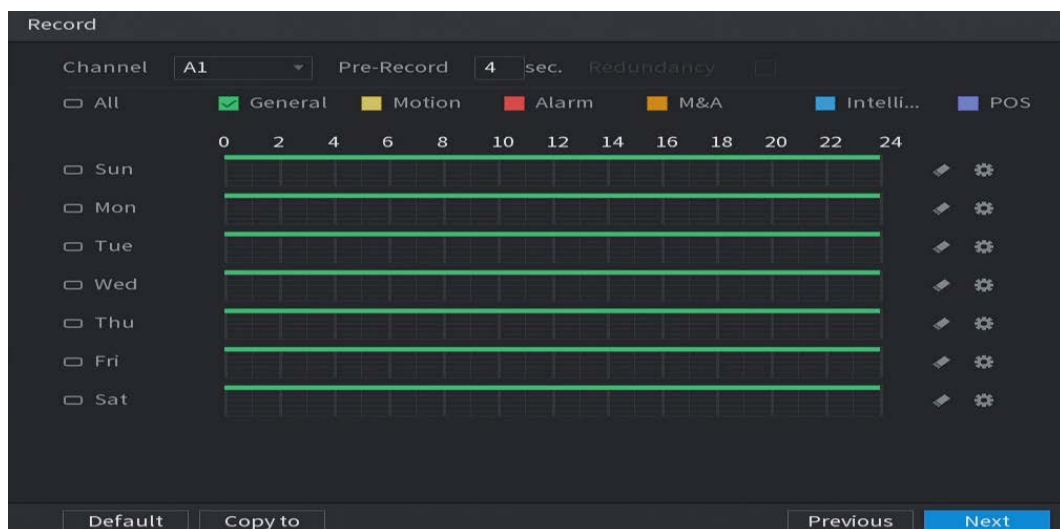 Record
Channel A1 Pre-Record 4 sec. Redundancy
All General Motion Alarm M&A Intelli... POS
0 2 4 6 8 10 12 14 16 18 20 22 24
Sun
Mon
Tue
Wed
Thu
Fri
Sat
Default Copy to Previous Next